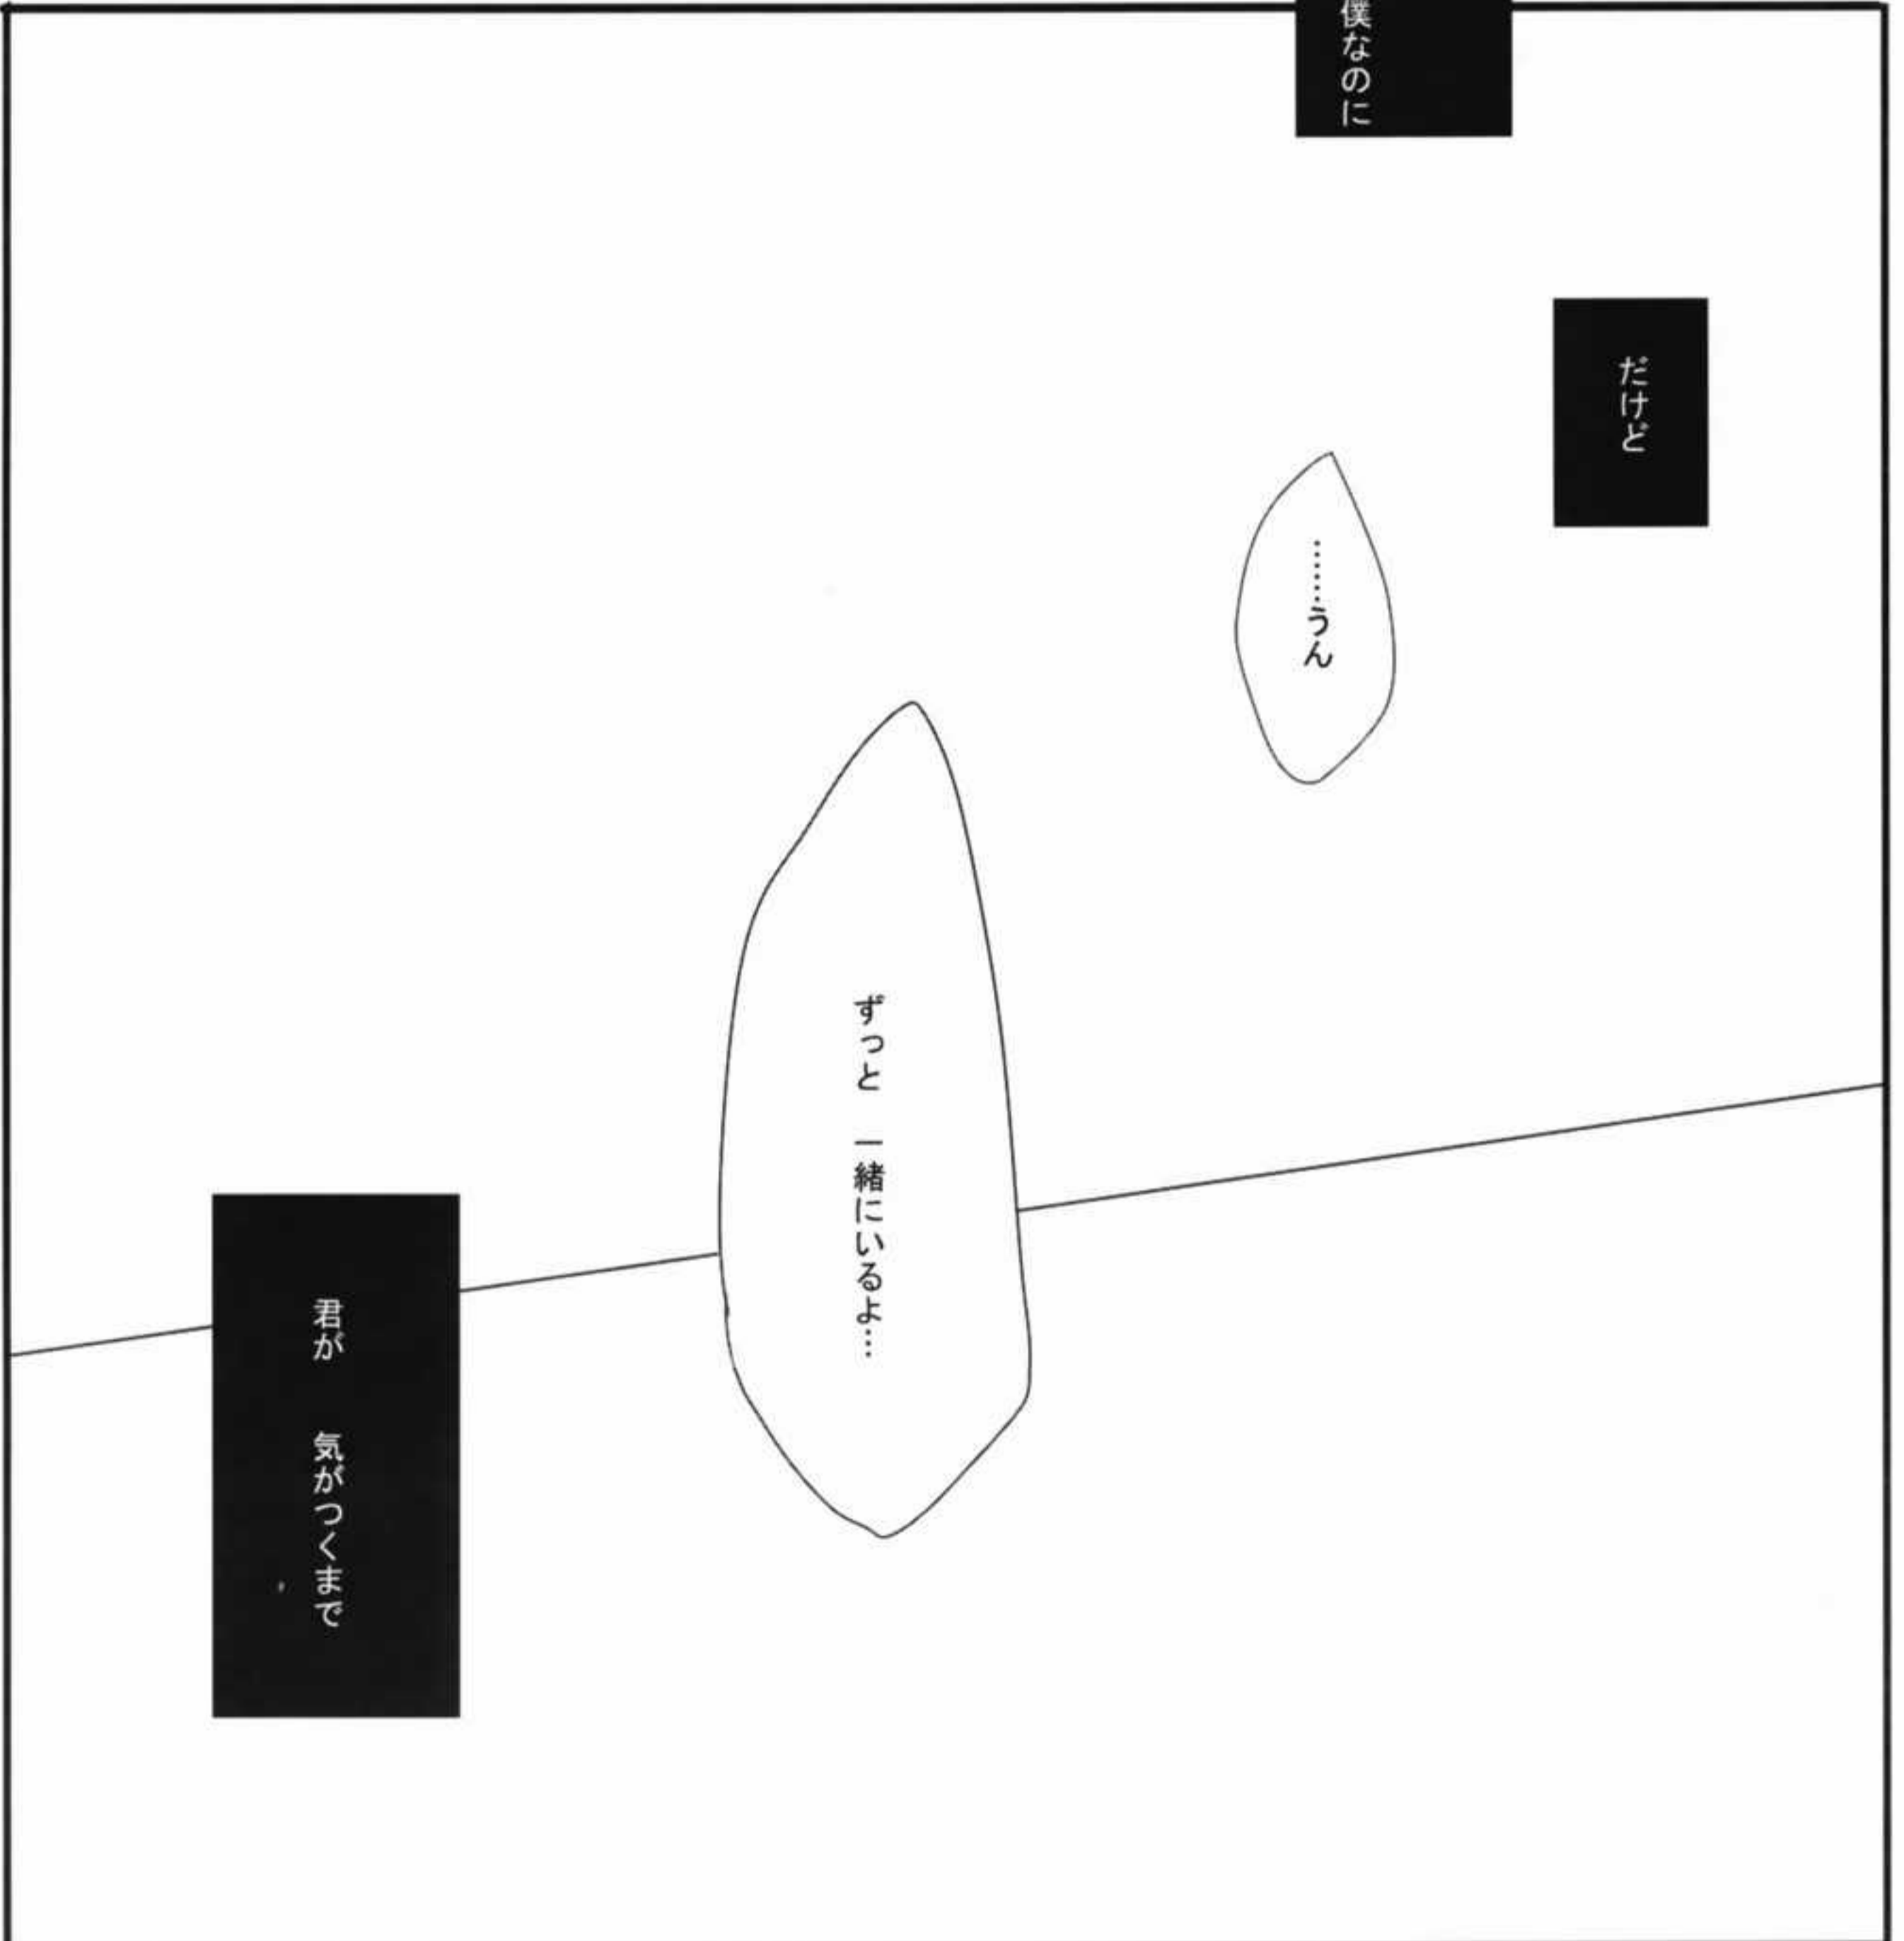 僕なのに
だけど
……うん
ずっと　一緒にいるよ…
君が　　気がつくまで